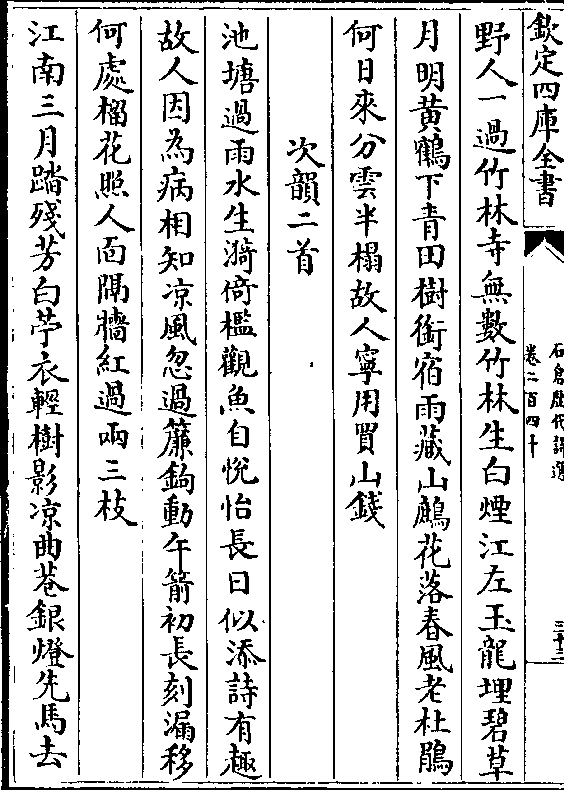 欽定四庫全書
石倉歷代詩選
卷二百四十
三十三
野人一過竹林寺無數竹林生白煙江左玉龍埋碧草
月明黃鶴下青田樹銜宿雨藏山鷓花落春風老杜鵑
何日來分雲半榻故人寧用買山錢
次韻二首
池塘過雨水生漪倚檻觀魚自悅怡長日似添詩有趣
故人因為病相知凉風忽過簾鉤動午箭初長刻漏移
何處榴花照人面隔牆紅過兩三枝
江南三月踏殘芳白苧衣輕樹影凉曲巷銀燈先馬去